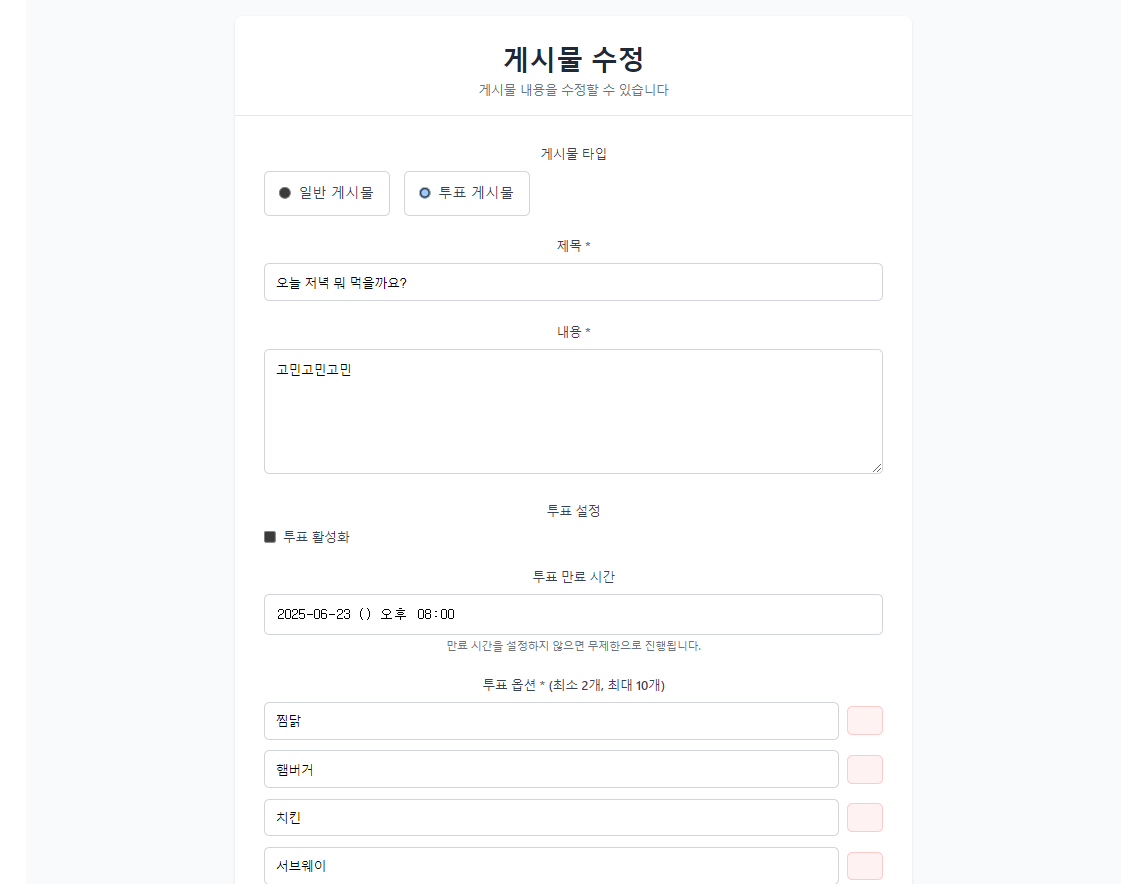 게시물 수정
게시물 내용을 수정할 수 있습니다
게시물 타입
일반 게시물
투표 게시물
제목 *
오늘 저녁 뭐 먹을까요?
내용 *
고민고민고민
투표 설정
투표 활성화
투표 만료 시간
2025-06-23 () 오후 08:00
만료 시간을 설정하지 않으면 무제한으로 진행됩니다.
투표 옵션 * (최소 2개, 최대 10개)
찜닭
햄버거
치킨
서브웨이